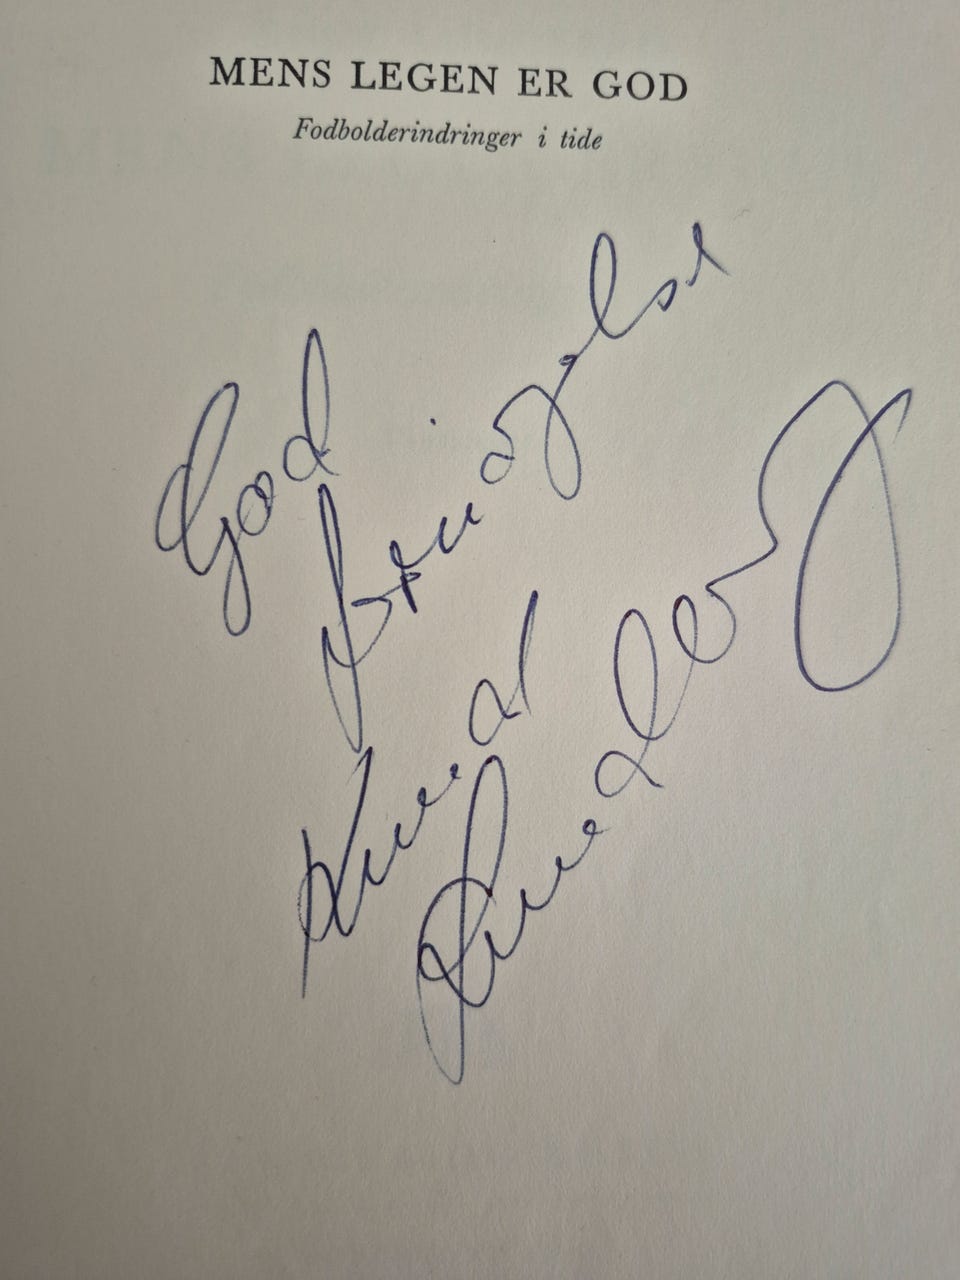 MENS LEGEN ER GOD
Fodbolderindringer i tide
God
fornøjelse
Knud
Lundberg